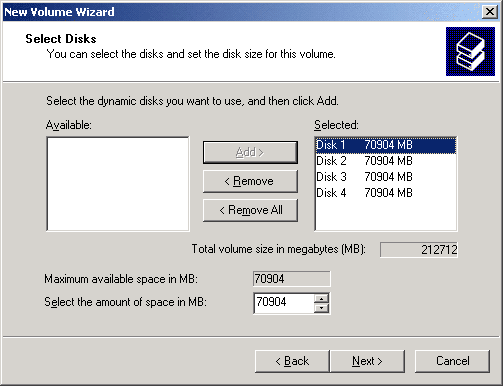 New Volume Wizard
Select Disks
You can select the disks and set the disk size for this volume.
Select the dynamic disks you want to use, and then click Add.
Available:
Selected:
Add >
< Remove
< Remove All
Disk 1 70904 MB
Disk 2 70904 MB
Disk 3 70904 MB
Disk 4 70904 MB
Total volume size in megabytes (MB): 212712
Maximum available space in MB: 70904
Select the amount of space in MB: 70904
< Back
Next >
Cancel